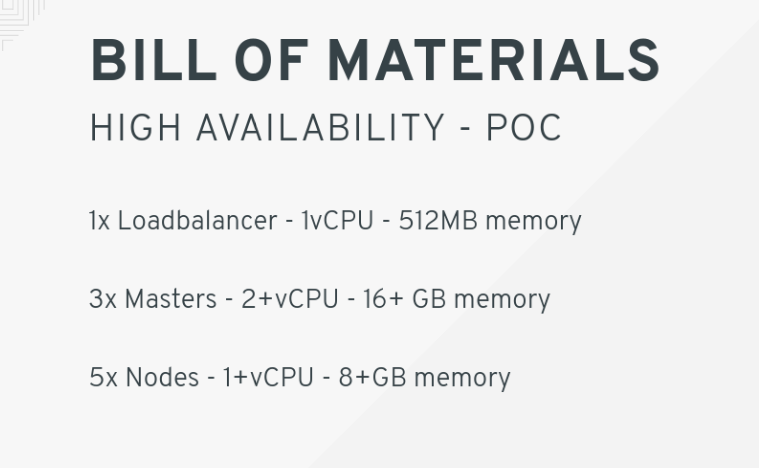 BILL OF MATERIALS
HIGH AVAILABILITY - POC
1x Loadbalancer - 1vCPU - 512MB memory
3x Masters - 2+vCPU - 16+ GB memory
5x Nodes - 1+vCPU - 8+GB memory